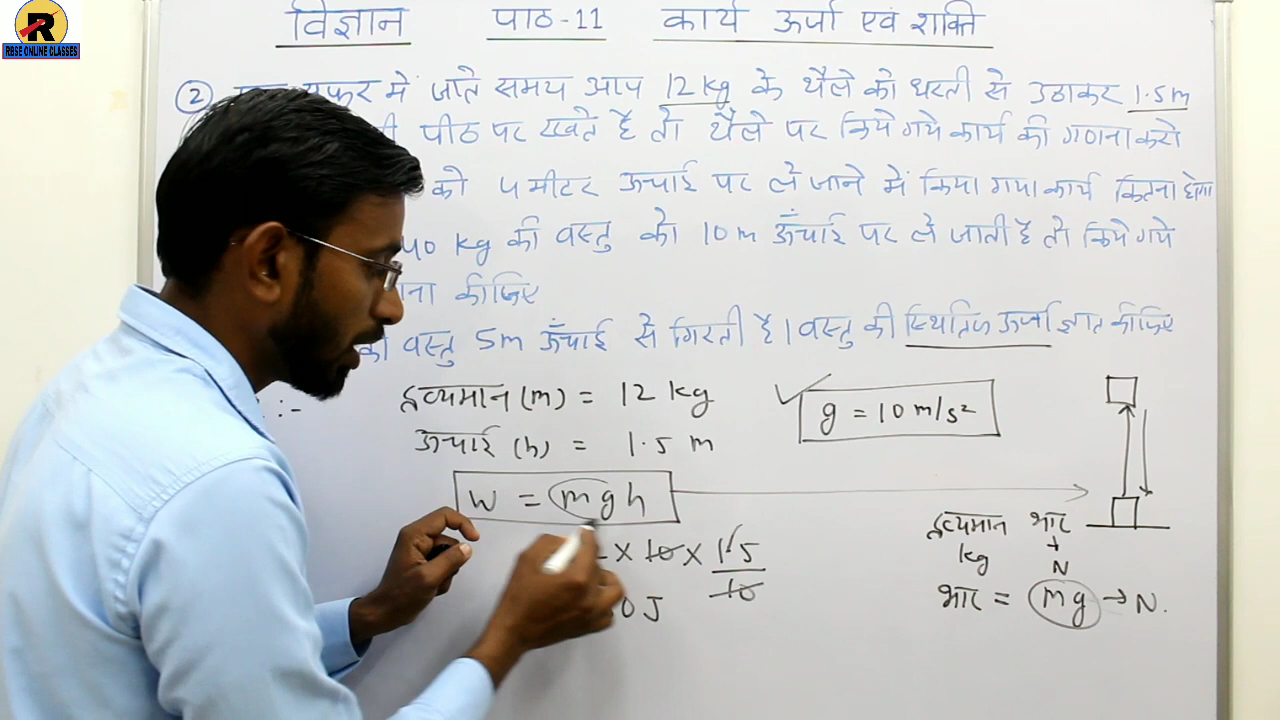 RBSE ONLINE CLASSES
विज्ञान पाठ-11 कार्य ऊर्जा एवं शक्ति
② में जाते समय आप 12 kg के थैले को धरती से उठाकर 1.5 m
पीठ पर रखते है तो थैले पर किये गये कार्य की गणना करो
को 4 मीटर ऊचाई पर ले जाने में किया गया कार्य कितना होगा
40 kg की वस्तु को 10 m ऊँचाई पर ले जाती है तो किये गये
कीजिए
वस्तु 5m ऊँचाई से गिरती है। वस्तु की स्थितिज ऊर्जा ज्ञात कीजिए
:-
द्रव्यमान (m) = 12 kg
g = 10 m/s²
ऊचाई (h) = 1.5 m
W = mgh
× 10 × 1.5
10
0 J
द्रव्यमान भार
kg N
भार = mg → N.